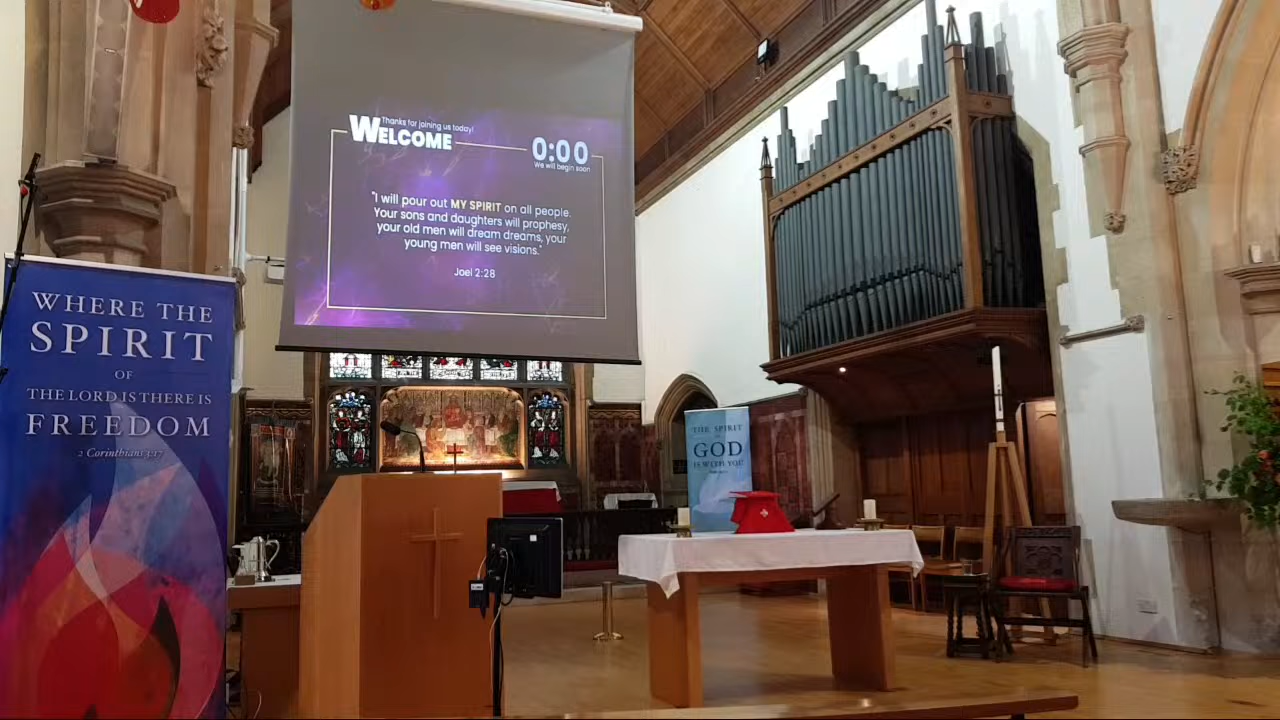 Thanks for joining us today!
WELCOME
0:00
We will begin soon
"I will pour out MY SPIRIT on all people.
Your sons and daughters will prophesy,
your old men will dream dreams, your
young men will see visions."
Joel 2:28
WHERE THE
SPIRIT
OF
THE LORD IS THERE IS
FREEDOM
2 Corinthians 3:17
THE SPIRIT
GOD
IS WITH YOU